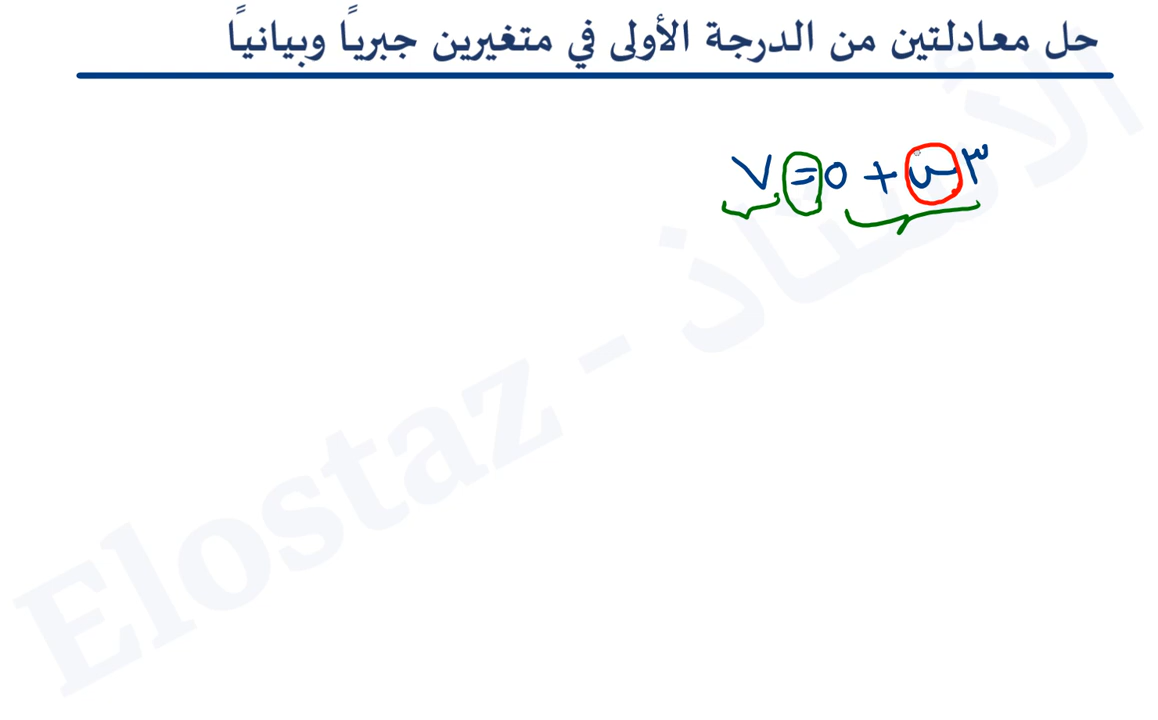 حل معادلتين من الدرجة الأولى في متغيرين جبرياً وبيانياً
٣س + ٥ = ٧
الأستاذ - Elostaz